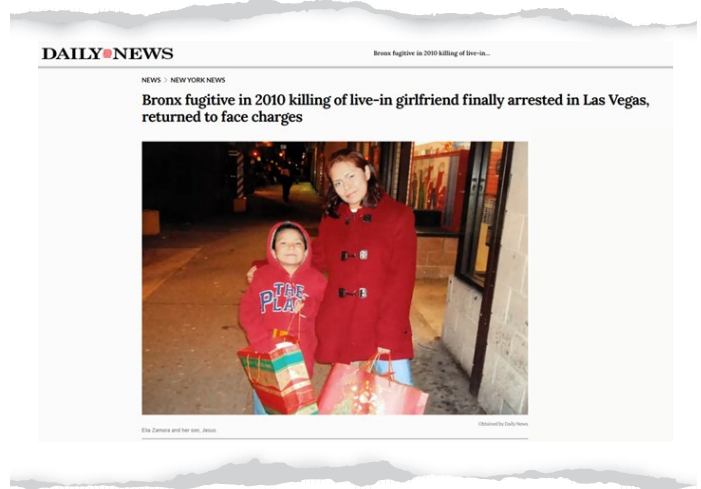 DAILY NEWS
Bronx fugitive in 2010 killing of live-in...
NEWS > NEW YORK NEWS
Bronx fugitive in 2010 killing of live-in girlfriend finally arrested in Las Vegas,
returned to face charges
THE
PLA
Obtained by Daily News
Elia Zamora and her son, Jesus.